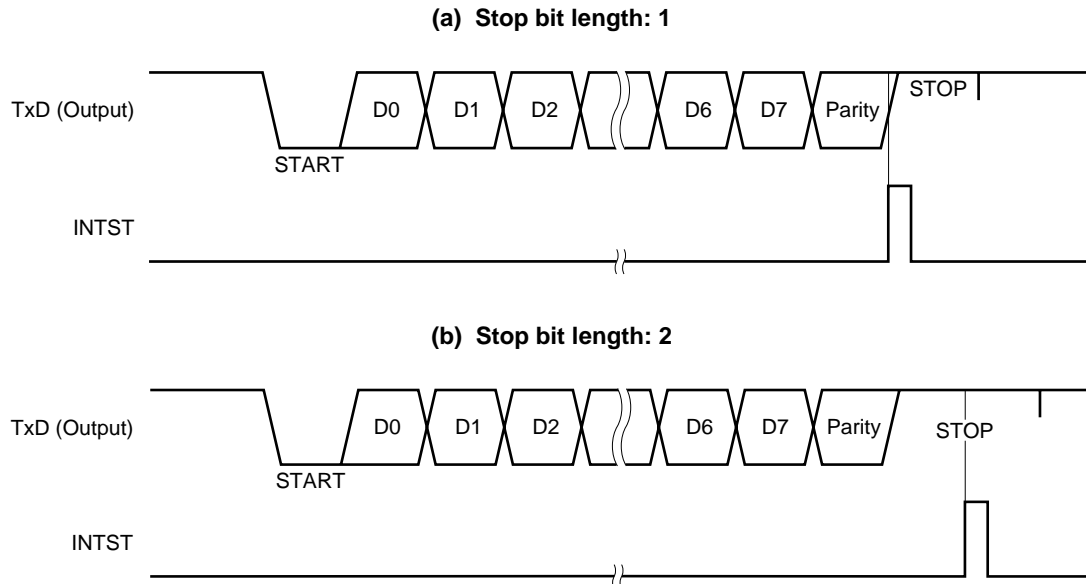 (a) Stop bit length: 1
TxD (Output)
D0 D1 D2 D6 D7 Parity STOP
START
INTST
(b) Stop bit length: 2
TxD (Output)
D0 D1 D2 D6 D7 Parity STOP
START
INTST